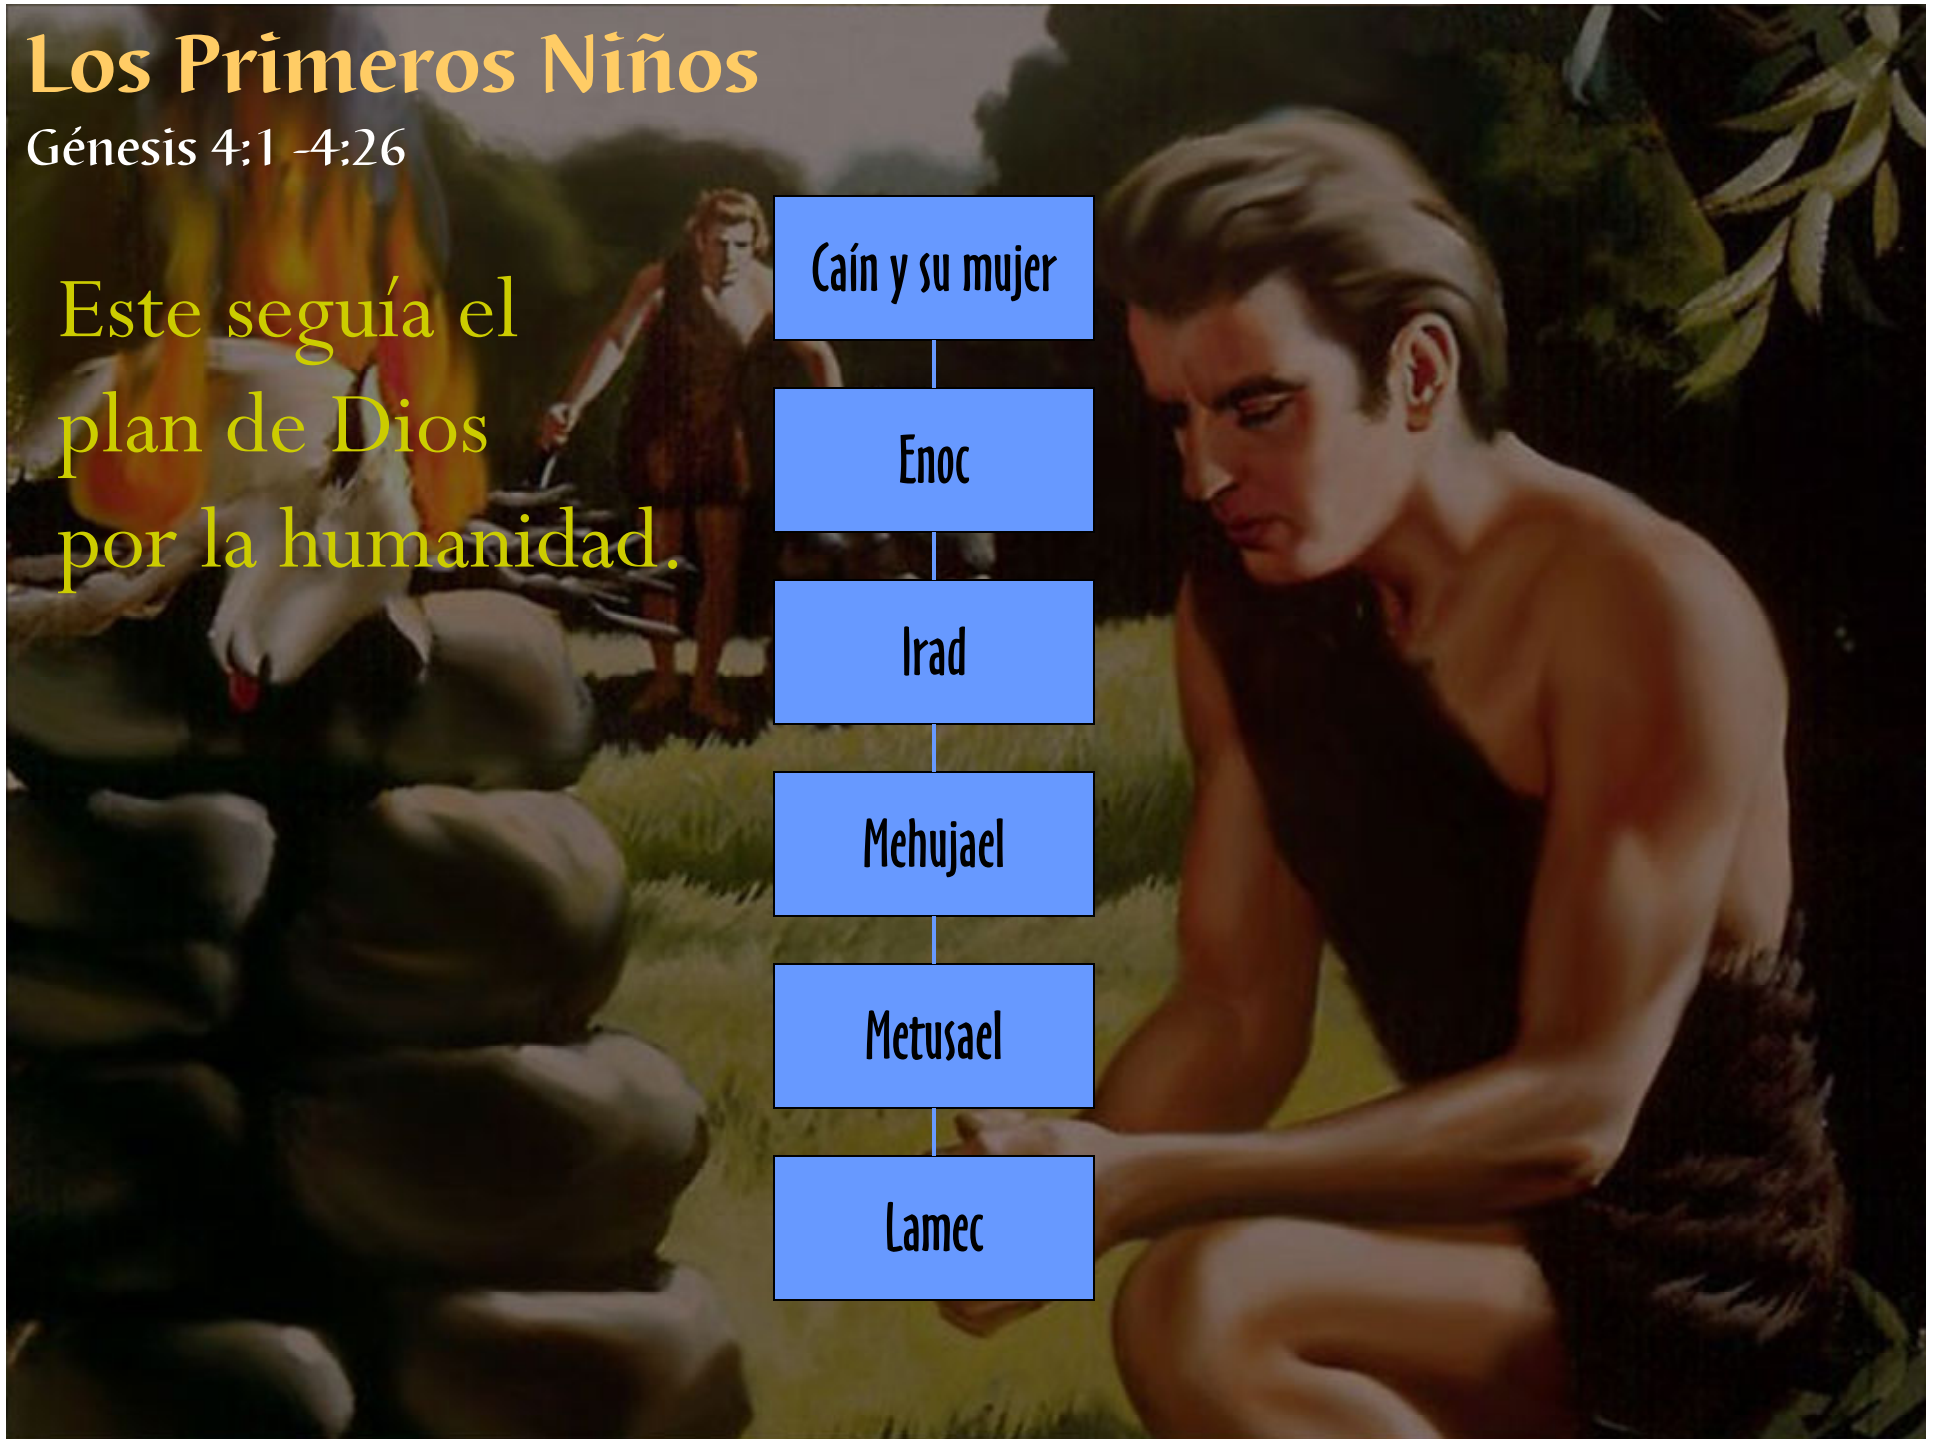 Los Primeros Niños
Génesis 4:1 -4:26
Este seguía el
plan de Dios
por la humanidad.
Caín y su mujer
Enoc
Irad
Mehujael
Metusael
Lamec